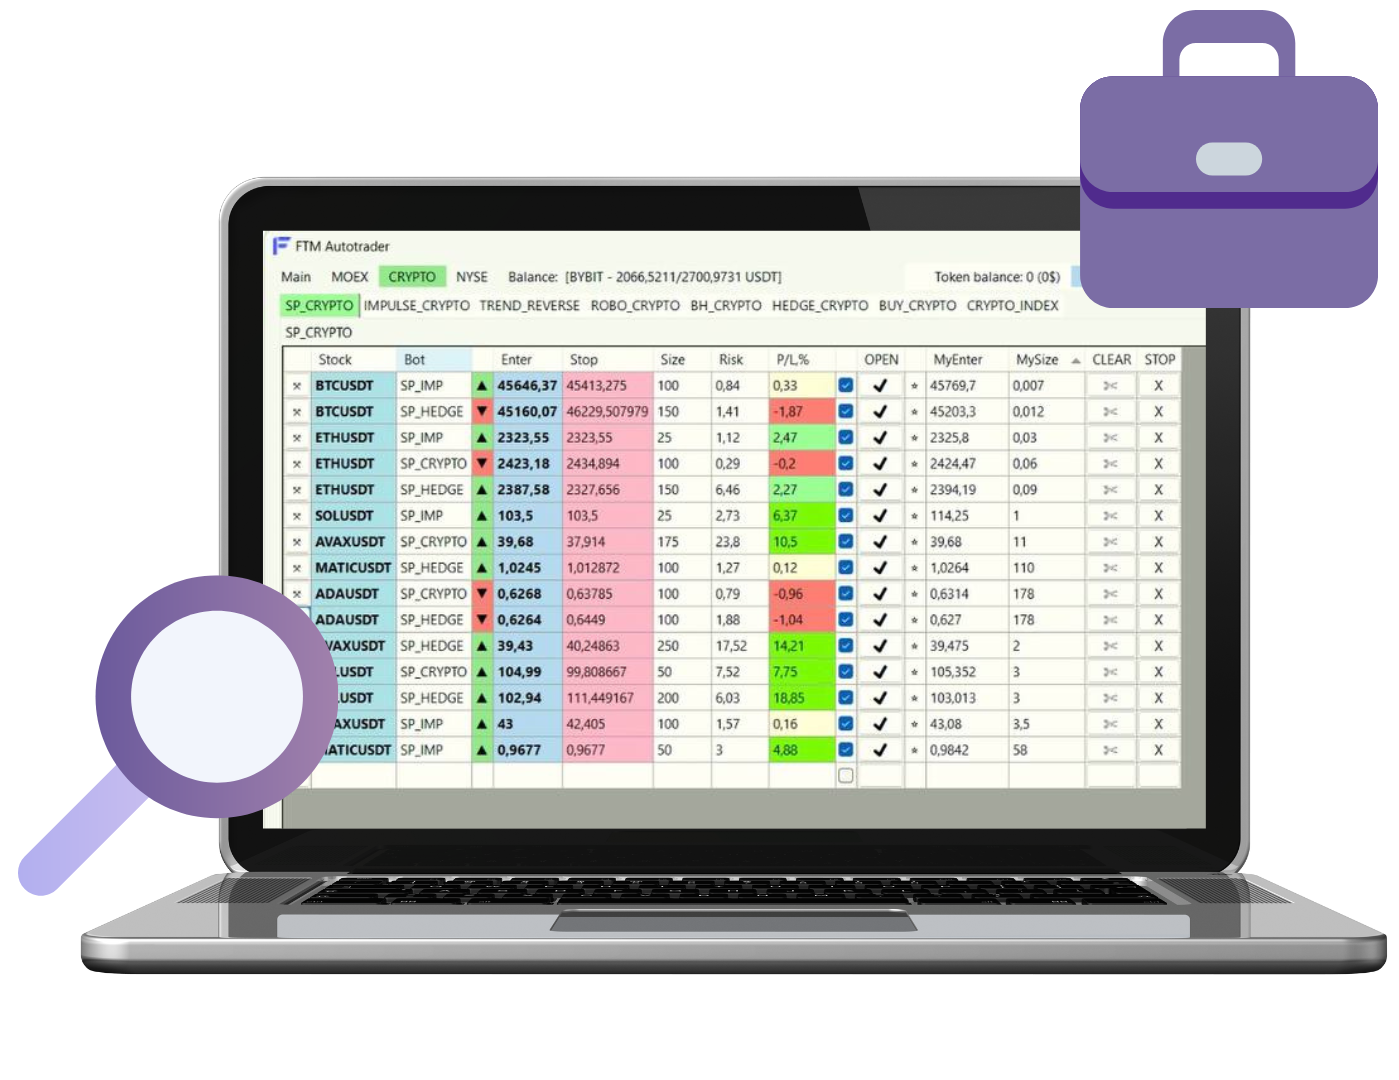 FTM Autotrader
Main MOEX CRYPTO NYSE Balance: [BYBIT - 2066,5211/2700,9731 USDT] Token balance: 0 (0$)
SP_CRYPTO IMPULSE_CRYPTO TREND_REVERSE ROBO_CRYPTO BH_CRYPTO HEDGE_CRYPTO BUY_CRYPTO CRYPTO_INDEX
SP_CRYPTO
Stock Bot Enter Stop Size Risk P/L,% OPEN MyEnter MySize CLEAR STOP
BTCUSDT SP_IMP ▲ 45646,37 45413,275 100 0,84 0,33 45769,7 0,007 X
BTCUSDT SP_HEDGE ▼ 45160,07 46229,507979 150 1,41 -1,87 45203,3 0,012 X
ETHUSDT SP_IMP ▲ 2323,55 2323,55 25 1,12 2,47 2325,8 0,03 X
ETHUSDT SP_CRYPTO ▼ 2423,18 2434,894 100 0,29 -0,2 2424,47 0,06 X
ETHUSDT SP_HEDGE ▲ 2387,58 2327,656 150 6,46 2,27 2394,19 0,09 X
SOLUSDT SP_IMP ▲ 103,5 103,5 25 2,73 6,37 114,25 1 X
AVAXUSDT SP_CRYPTO ▲ 39,68 37,914 175 23,8 10,5 39,68 11 X
MATICUSDT SP_HEDGE ▲ 1,0245 1,012872 100 1,27 0,12 1,0264 110 X
ADAUSDT SP_CRYPTO ▼ 0,6268 0,63785 100 0,79 -0,96 0,6314 178 X
ADAUSDT SP_HEDGE ▼ 0,6264 0,6449 100 1,88 -1,04 0,627 178 X
VAXUSDT SP_HEDGE ▲ 39,43 40,24863 250 17,52 14,21 39,475 2 X
LUSDT SP_CRYPTO ▲ 104,99 99,808667 50 7,52 7,75 105,352 3 X
USDT SP_HEDGE ▲ 102,94 111,449167 200 6,03 18,85 103,013 3 X
AXUSDT SP_IMP ▲ 43 42,405 100 1,57 0,16 43,08 3,5 X
ATICUSDT SP_IMP ▲ 0,9677 0,9677 50 3 4,88 0,9842 58 X